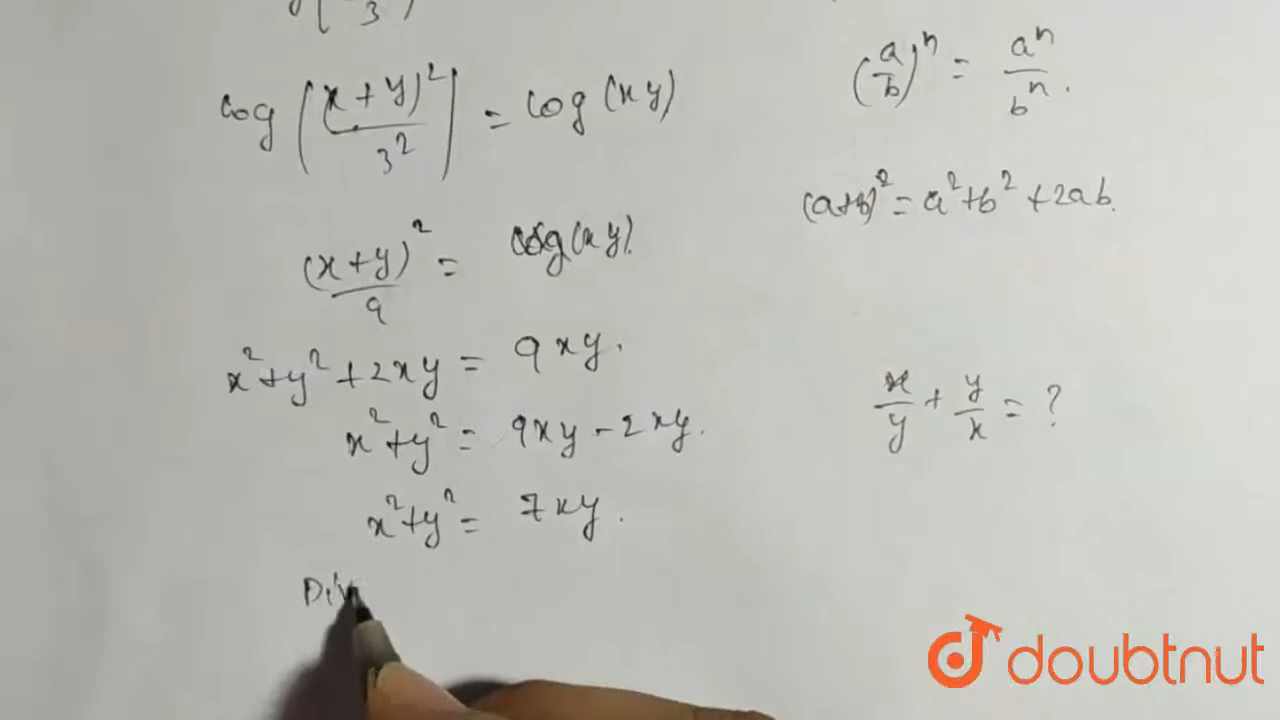 3)
log ((x+y)²/3²) = log (xy)
(x+y)²/9 = log(xy).
x²+y²+2xy = 9xy.
x²+y² = 9xy-2xy.
x²+y² = 7xy.
Div
(a/b)ⁿ = aⁿ/bⁿ.
(a+b)² = a²+b²+2ab.
x/y + y/x = ?
doubtnut